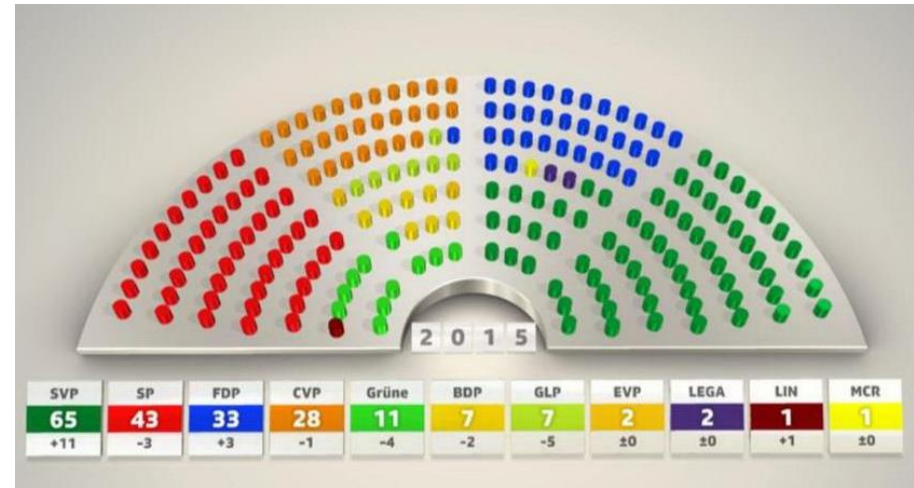 2015
SVP SP FDP CVP Grüne BDP GLP EVP LEGA LIN MCR
65 43 33 28 11 7 7 2 2 1 1
+11 -3 +3 -1 -4 -2 -5 ±0 ±0 +1 ±0